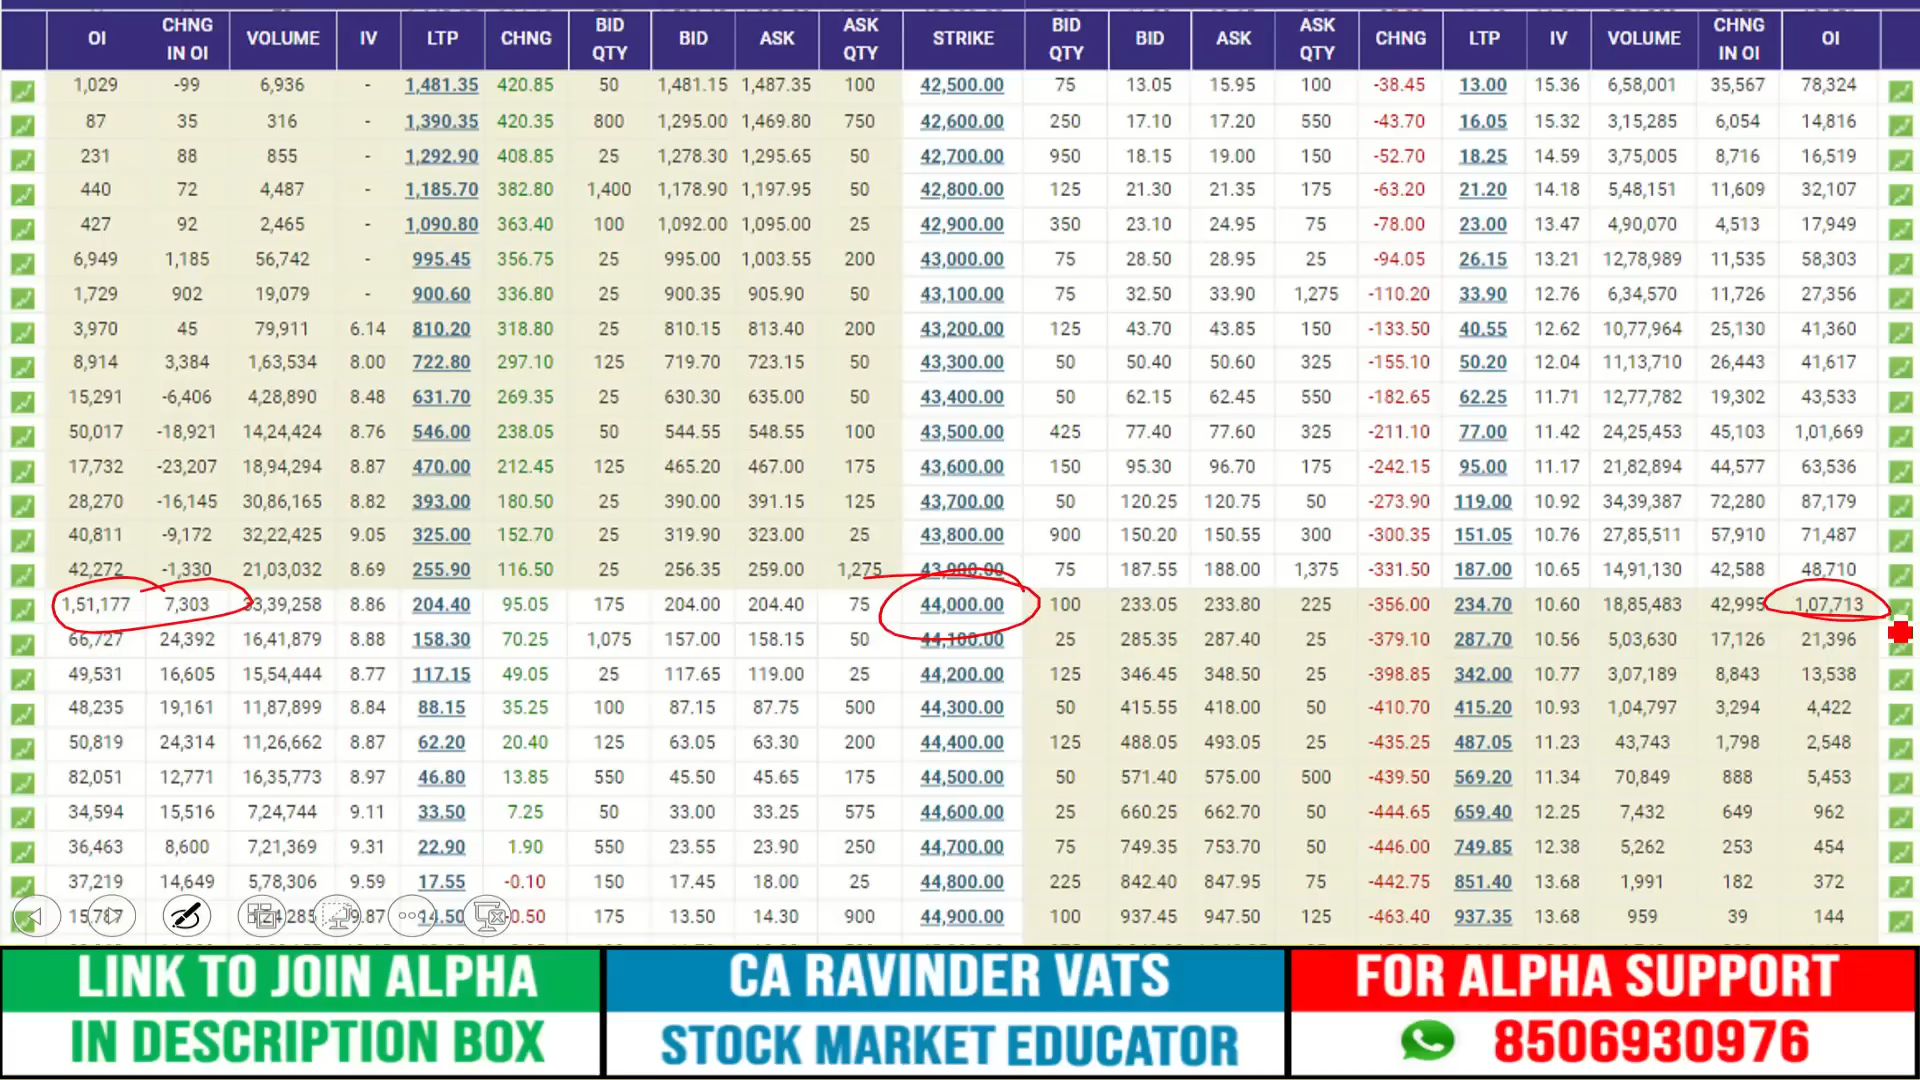 OI CHNG IN OI VOLUME IV LTP CHNG BID QTY BID ASK ASK QTY STRIKE BID QTY BID ASK ASK QTY CHNG LTP IV VOLUME CHNG IN OI OI
1,029 -99 6,936 - 1,481.35 420.85 50 1,481.15 1,487.35 100 42,500.00 75 13.05 15.95 100 -38.45 13.00 15.36 6,58,001 35,567 78,324
87 35 316 - 1,390.35 420.35 800 1,295.00 1,469.80 750 42,600.00 250 17.10 17.20 550 -43.70 16.05 15.32 3,15,285 6,054 14,816
231 88 855 - 1,292.90 408.85 25 1,278.30 1,295.65 50 42,700.00 950 18.15 19.00 150 -52.70 18.25 14.59 3,75,005 8,716 16,519
440 72 4,487 - 1,185.70 382.80 1,400 1,178.90 1,197.95 50 42,800.00 125 21.30 21.35 175 -63.20 21.20 14.18 5,48,151 11,609 32,107
427 92 2,465 - 1,090.80 363.40 100 1,092.00 1,095.00 25 42,900.00 350 23.10 24.95 75 -78.00 23.00 13.47 4,90,070 4,513 17,949
6,949 1,185 56,742 - 995.45 356.75 25 995.00 1,003.55 200 43,000.00 75 28.50 28.95 25 -94.05 26.15 13.21 12,78,989 11,535 58,303
1,729 902 19,079 - 900.60 336.80 25 900.35 905.90 50 43,100.00 75 32.50 33.90 1,275 -110.20 33.90 12.76 6,34,570 11,726 27,356
3,970 45 79,911 6.14 810.20 318.80 25 810.15 813.40 200 43,200.00 125 43.70 43.85 150 -133.50 40.55 12.62 10,77,964 25,130 41,360
8,914 3,384 1,63,534 8.00 722.80 297.10 125 719.70 723.15 50 43,300.00 50 50.40 50.60 325 -155.10 50.20 12.04 11,13,710 26,443 41,617
15,291 -6,406 4,28,890 8.48 631.70 269.35 25 630.30 635.00 50 43,400.00 50 62.15 62.45 550 -182.65 62.25 11.71 12,77,782 19,302 43,533
50,017 -18,921 14,24,424 8.76 546.00 238.05 50 544.55 548.55 100 43,500.00 425 77.40 77.60 325 -211.10 77.00 11.42 24,25,453 45,103 1,01,669
17,732 -23,207 18,94,294 8.87 470.00 212.45 125 465.20 467.00 175 43,600.00 150 95.30 96.70 175 -242.15 95.00 11.17 21,82,894 44,577 63,536
28,270 -16,145 30,86,165 8.82 393.00 180.50 25 390.00 391.15 125 43,700.00 50 120.25 120.75 50 -273.90 119.00 10.92 34,39,387 72,280 87,179
40,811 -9,172 32,22,425 9.05 325.00 152.70 25 319.90 323.00 25 43,800.00 900 150.20 150.55 300 -300.35 151.05 10.76 27,85,511 57,910 71,487
42,272 -1,330 21,03,032 8.69 255.90 116.50 25 256.35 259.00 1,275 43,900.00 75 187.55 188.00 1,375 -331.50 187.00 10.65 14,91,130 42,588 48,710
1,51,177 7,303 33,39,258 8.86 204.40 95.05 175 204.00 204.40 75 44,000.00 100 233.05 233.80 225 -356.00 234.70 10.60 18,85,483 42,995 1,07,713
66,727 24,392 16,41,879 8.88 158.30 70.25 1,075 157.00 158.15 50 44,100.00 25 285.35 287.40 25 -379.10 287.70 10.56 5,03,630 17,126 21,396
49,531 16,605 15,54,444 8.77 117.15 49.05 25 117.65 119.00 25 44,200.00 125 346.45 348.50 25 -398.85 342.00 10.77 3,07,189 8,843 13,538
48,235 19,161 11,87,899 8.84 88.15 35.25 100 87.15 87.75 500 44,300.00 50 415.55 418.00 50 -410.70 415.20 10.93 1,04,797 3,294 4,422
50,819 24,314 11,26,662 8.87 62.20 20.40 125 63.05 63.30 200 44,400.00 125 488.05 493.05 25 -435.25 487.05 11.23 43,743 1,798 2,548
82,051 12,771 16,35,773 8.97 46.80 13.85 550 45.50 45.65 175 44,500.00 50 571.40 575.00 500 -439.50 569.20 11.34 70,849 888 5,453
34,594 15,516 7,24,744 9.11 33.50 7.25 50 33.00 33.25 575 44,600.00 25 660.25 662.70 50 -444.65 659.40 12.25 7,432 649 962
36,463 8,600 7,21,369 9.31 22.90 1.90 550 23.55 23.90 250 44,700.00 75 749.35 753.70 50 -446.00 749.85 12.38 5,262 253 454
37,219 14,649 5,78,306 9.59 17.55 -0.10 150 17.45 18.00 25 44,800.00 225 842.40 847.95 75 -442.75 851.40 13.68 1,991 182 372
14.50 175 13.50 14.30 900 44,900.00 100 937.45 947.50 125 -463.40 937.35 13.68 959 39 144
LINK TO JOIN ALPHA
IN DESCRIPTION BOX
CA RAVINDER VATS
STOCK MARKET EDUCATOR
FOR ALPHA SUPPORT
8506930976